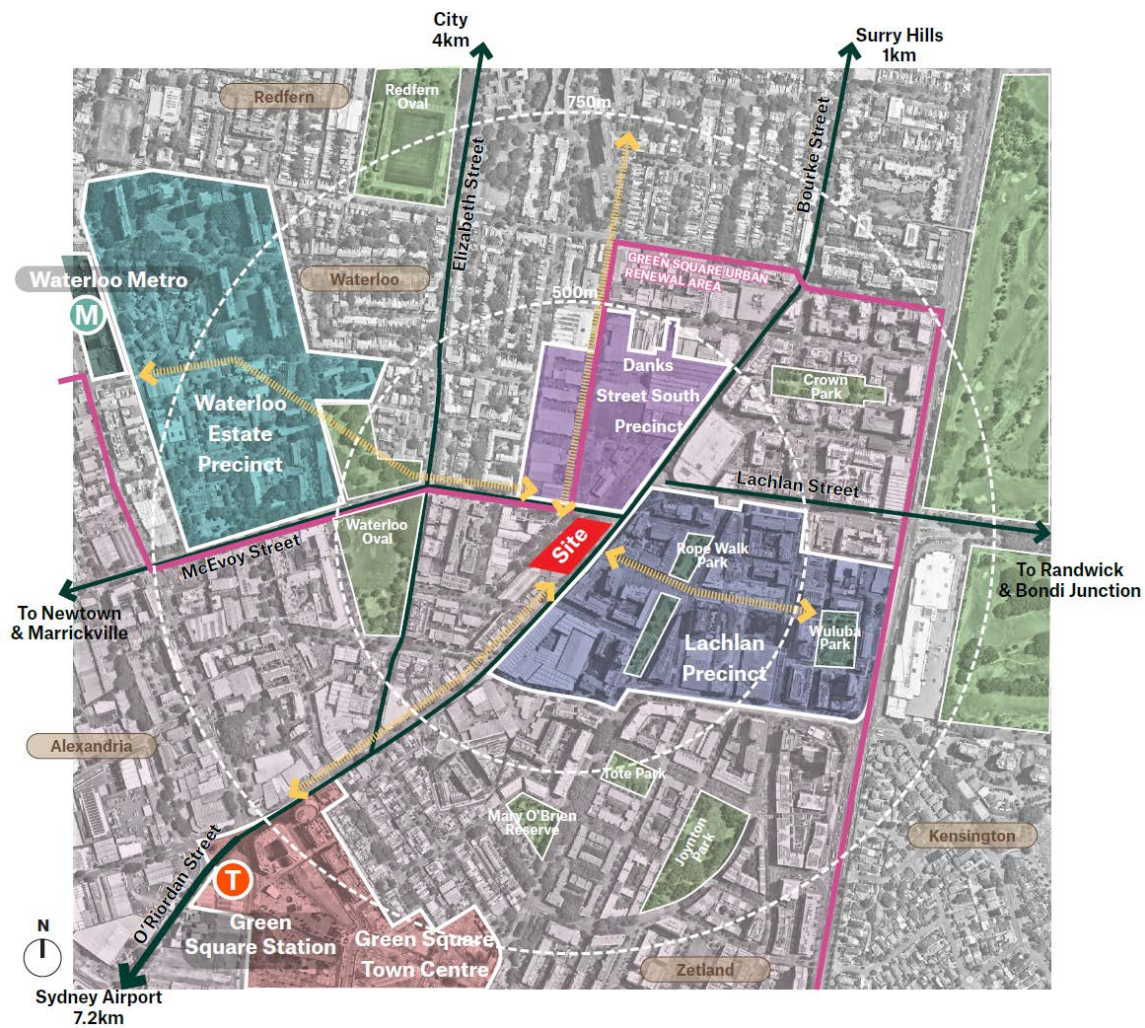 City
4km
Surry Hills
1km
Redfern
Redfern
Oval
750m
Elizabeth Street
Bourke Street
Waterloo Metro
M
Waterloo
GREEN SQUARE URBAN
RENEWAL AREA
500m
Danks
Street South
Precinct
Crown
Park
Waterloo
Estate
Precinct
Lachlan Street
Waterloo
Oval
McEvoy Street
Site
Rope Walk
Park
To Newtown
& Marrickville
To Randwick
& Bondi Junction
Wuluba
Park
Lachlan
Precinct
Alexandria
Tote Park
Mary O'Brien
Reserve
Joynton
Park
Kensington
O'Riordan Street
T
Green
Square Station
Green Square
Town Centre
Zetland
N
Sydney Airport
7.2km